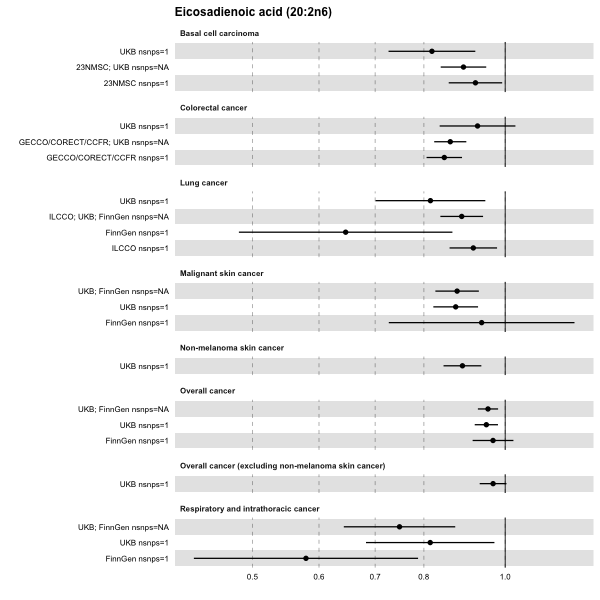 Eicosadienoic acid (20:2n6)
Basal cell carcinoma
UKB nsnps=1
23NMSC; UKB nsnps=NA
23NMSC nsnps=1
Colorectal cancer
UKB nsnps=1
GECCO/CORECT/CCFR; UKB nsnps=NA
GECCO/CORECT/CCFR nsnps=1
Lung cancer
UKB nsnps=1
ILCCO; UKB; FinnGen nsnps=NA
FinnGen nsnps=1
ILCCO nsnps=1
Malignant skin cancer
UKB; FinnGen nsnps=NA
UKB nsnps=1
FinnGen nsnps=1
Non-melanoma skin cancer
UKB nsnps=1
Overall cancer
UKB; FinnGen nsnps=NA
UKB nsnps=1
FinnGen nsnps=1
Overall cancer (excluding non-melanoma skin cancer)
UKB nsnps=1
Respiratory and intrathoracic cancer
UKB; FinnGen nsnps=NA
UKB nsnps=1
FinnGen nsnps=1
0.5 0.6 0.7 0.8 1.0